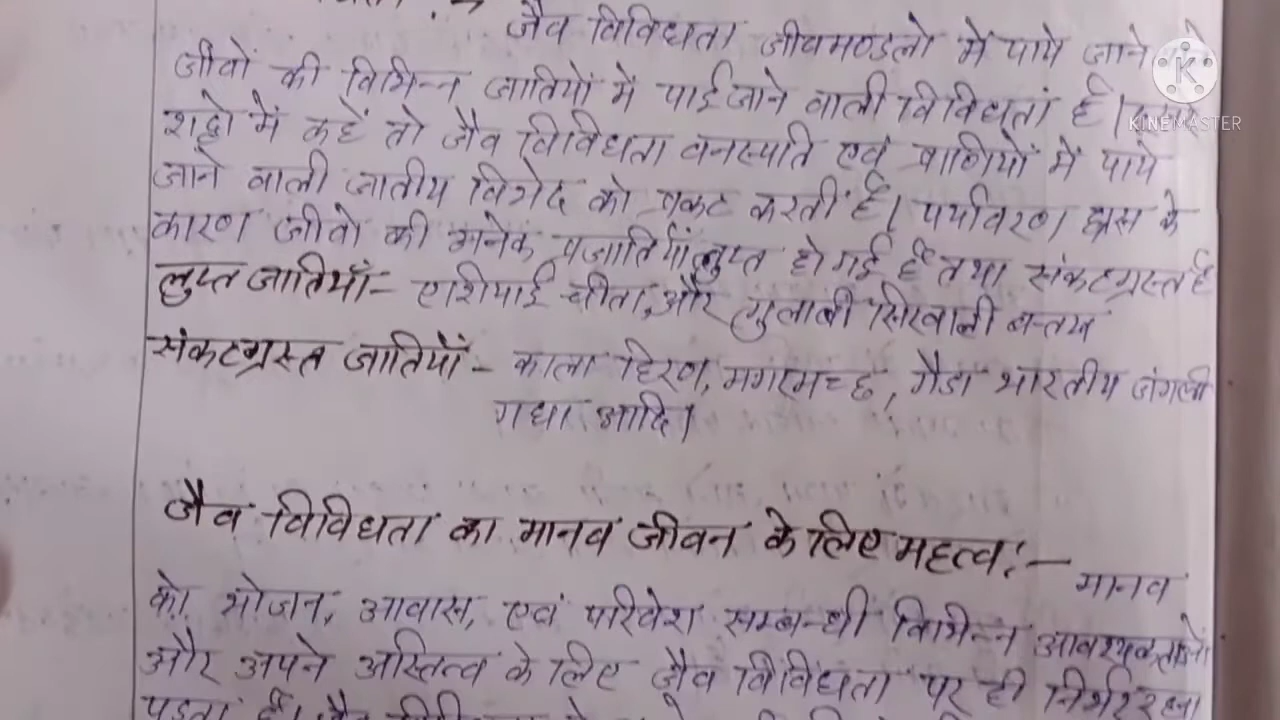 जैव विविधता जीवमण्डलो में पाये जाने
जीवों की विभिन्न जातियों में पाई जाने वाली विविधतां है।
शद्बो में कहें तो जैव विविधता वनस्पति एवं प्राणियों में पाये
जाने वाली जातीय विभेद को प्रकट करतीं है। पर्यावरण ह्रास के
कारण जीवो की अनेक प्रजातियां लुप्त हो गई है तथा संकटग्रस्त है
लुप्त जातियाँ- एशियाई चीता, और गुलाबी सिरवाली बत्तख
संकटग्रस्त जातियाँ - काला हिरण, मगरमच्छ, गैंडा भारतीय जंगली
गधा आदि।
जैव विविधता का मानव जीवन के लिए महत्व:-
मानव
को भोजन, आवास, एवं परिवेश सम्बन्धी विभिन्न आवश्यकताओं
और अपने अस्तित्व के लिए जैव विविधता पर ही निर्भर रहना
पड़ता है। जैव
KINEMASTER